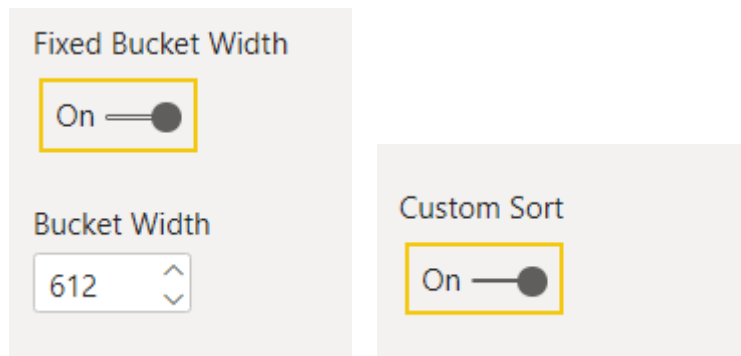 Fixed Bucket Width
On
Bucket Width
612
Custom Sort
On